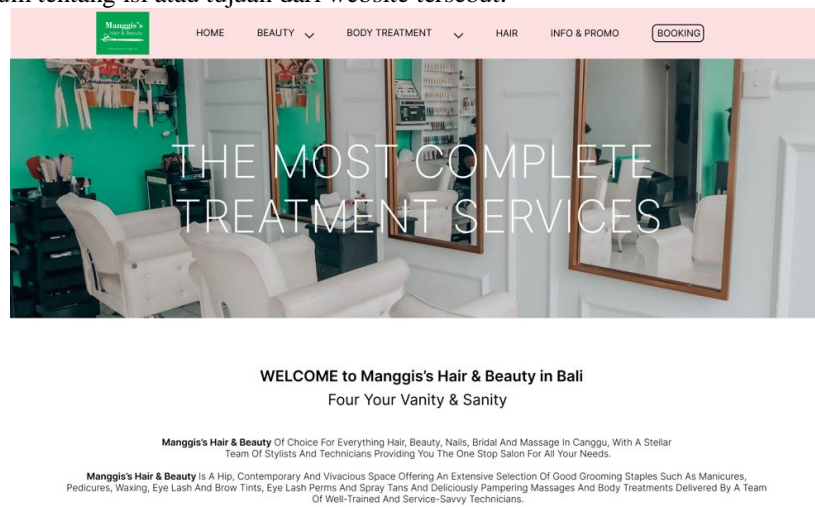 tentang isi atau tujuan dari website tersebut.
Manggis's
Hair & Beauty
HOME
BEAUTY
BODY TREATMENT
HAIR
INFO & PROMO
BOOKING
THE MOST COMPLETE
TREATMENT SERVICES
WELCOME to Manggis's Hair & Beauty in Bali
Four Your Vanity & Sanity
Manggis's Hair & Beauty Of Choice For Everything Hair, Beauty, Nails, Bridal And Massage In Canggu, With A Stellar
Team Of Stylists And Technicians Providing You The One Stop Salon For All Your Needs.
Manggis's Hair & Beauty Is A Hip, Contemporary And Vivacious Space Offering An Extensive Selection Of Good Grooming Staples Such As Manicures,
Pedicures, Waxing, Eye Lash And Brow Tints, Eye Lash Perms And Spray Tans And Deliciously Pampering Massages And Body Treatments Delivered By A Team
Of Well-Trained And Service-Savvy Technicians.